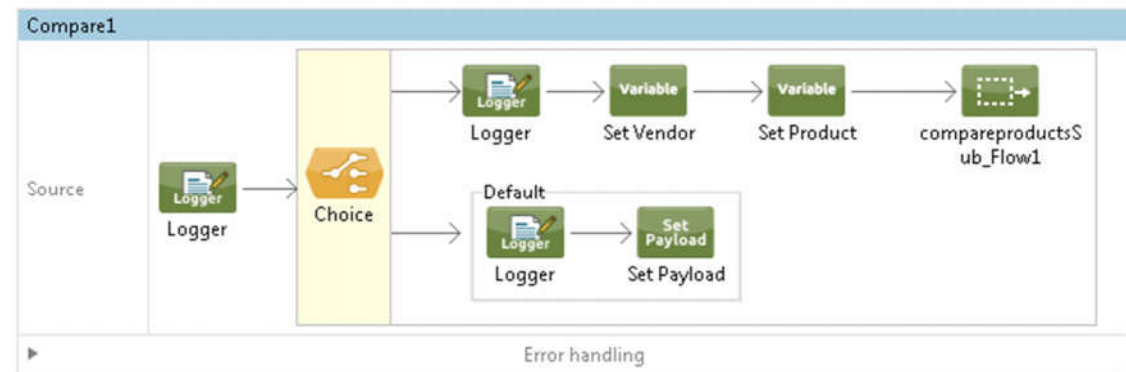 Compare1
Source
Logger
Logger
Choice
Logger
Logger
Variable
Set Vendor
Variable
Set Product
compareproductsS
ub_Flow1
Default
Logger
Logger
Set
Payload
Set Payload
Error handling